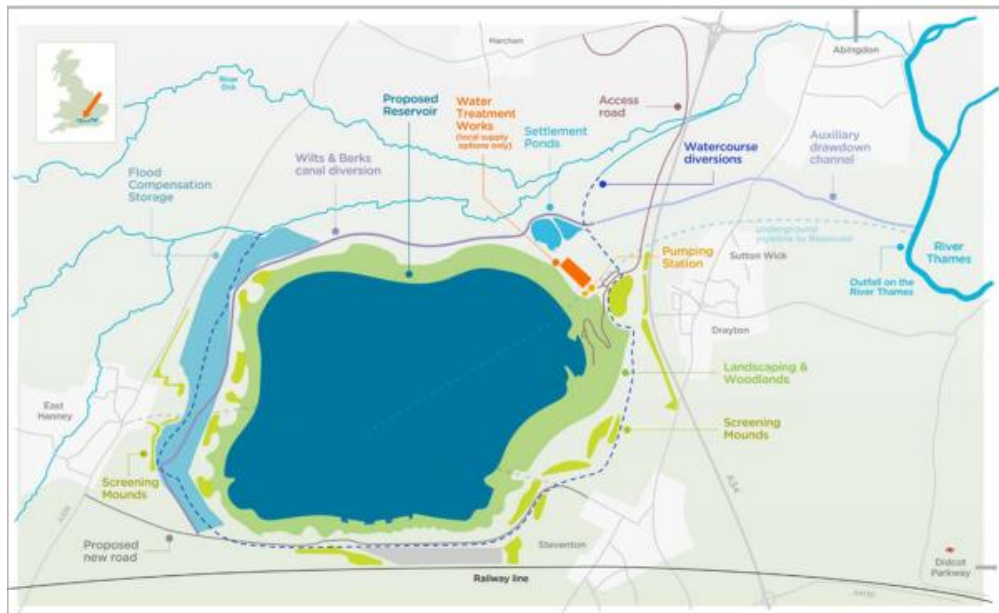 Marcham
Abingdon
River
Ock
Proposed
Reservoir
Water
Treatment
Works
(local supply
options only)
Settlement
Ponds
Access
road
Watercourse
diversions
Auxiliary
drawdown
channel
Flood
Compensation
Storage
Wilts & Berks
canal diversion
underground
pipeline to Reservoir
Pumping
Station
Sutton Wick
River
Thames
Outfall on the
River Thames
Drayton
Landscaping &
Woodlands
East
Hanney
Screening
Mounds
Screening
Mounds
A34
Proposed
new road
Steventon
Railway line
Didcot
Parkway